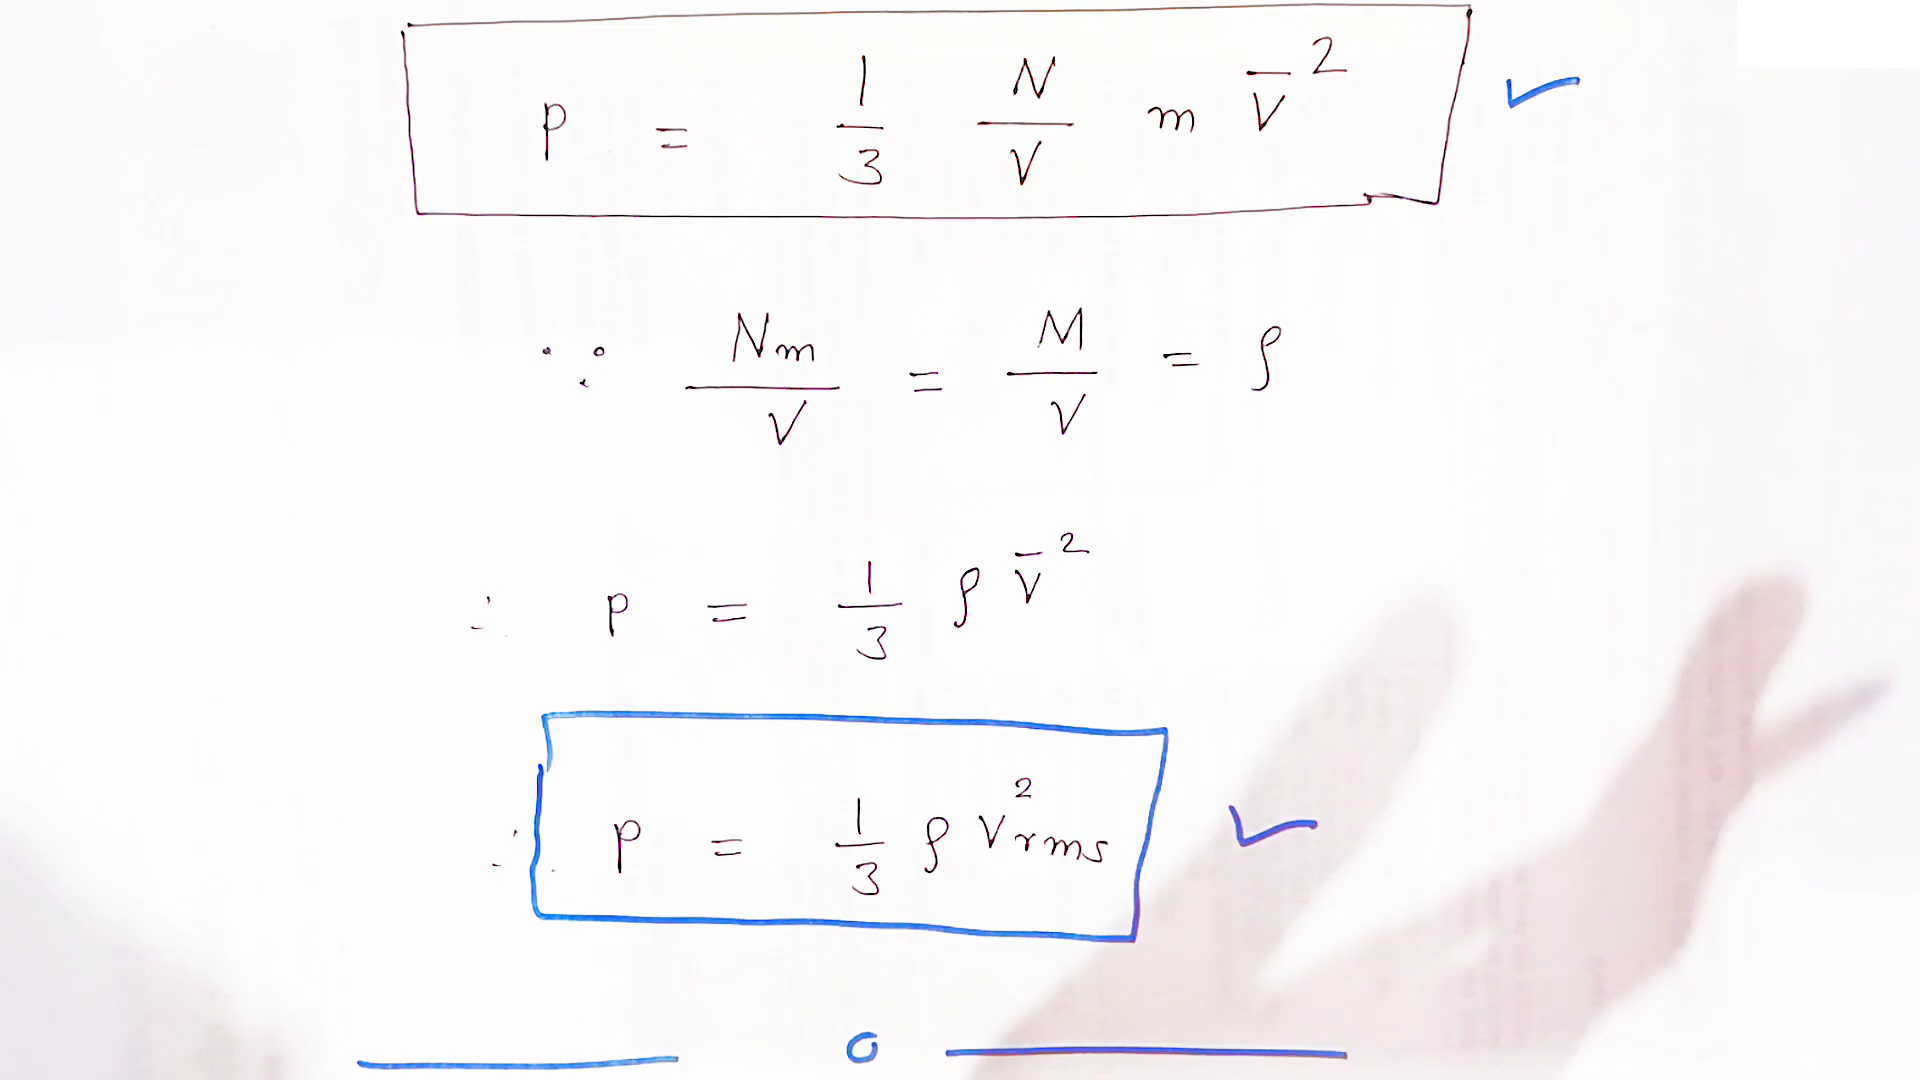 P = 1/3 N/V m V̅²
∵ Nm/V = M/V = ρ
∴ P = 1/3 ρ V̅²
∴ P = 1/3 ρ V²rms